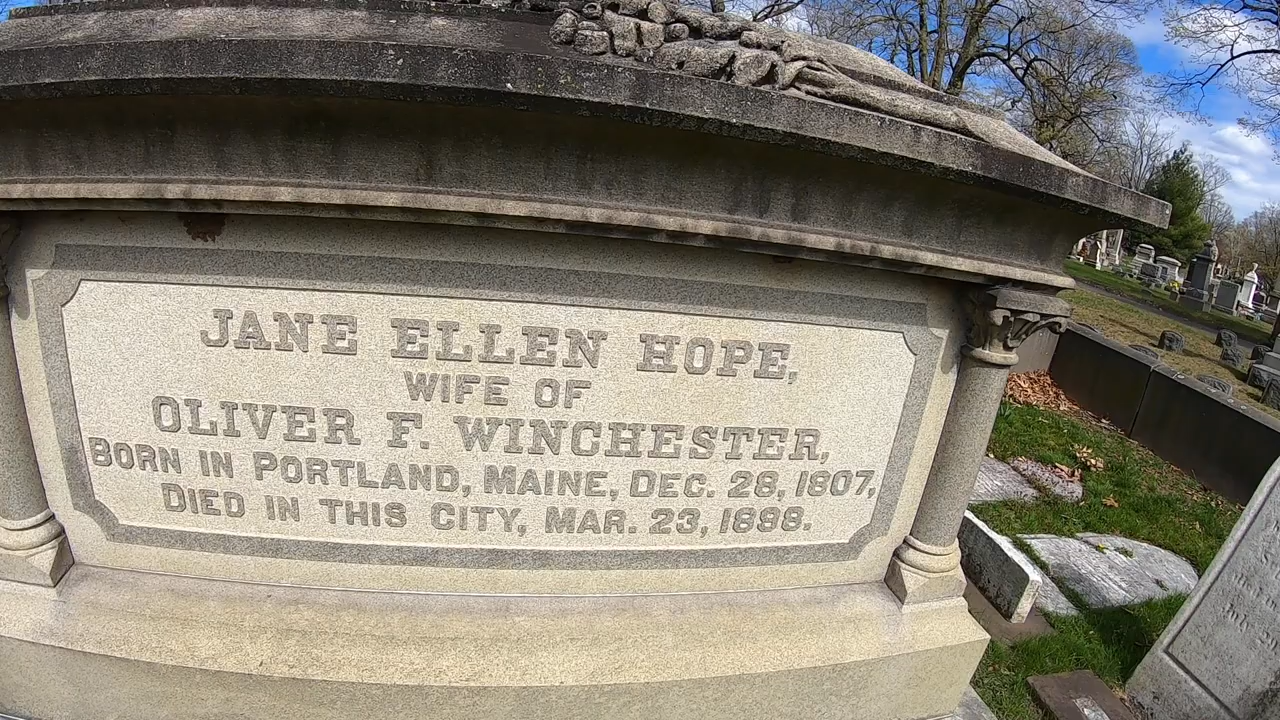 JANE ELLEN HOPE,
WIFE OF
OLIVER F. WINCHESTER,
BORN IN PORTLAND, MAINE, DEC. 28, 1807,
DIED IN THIS CITY, MAR. 23, 1898.